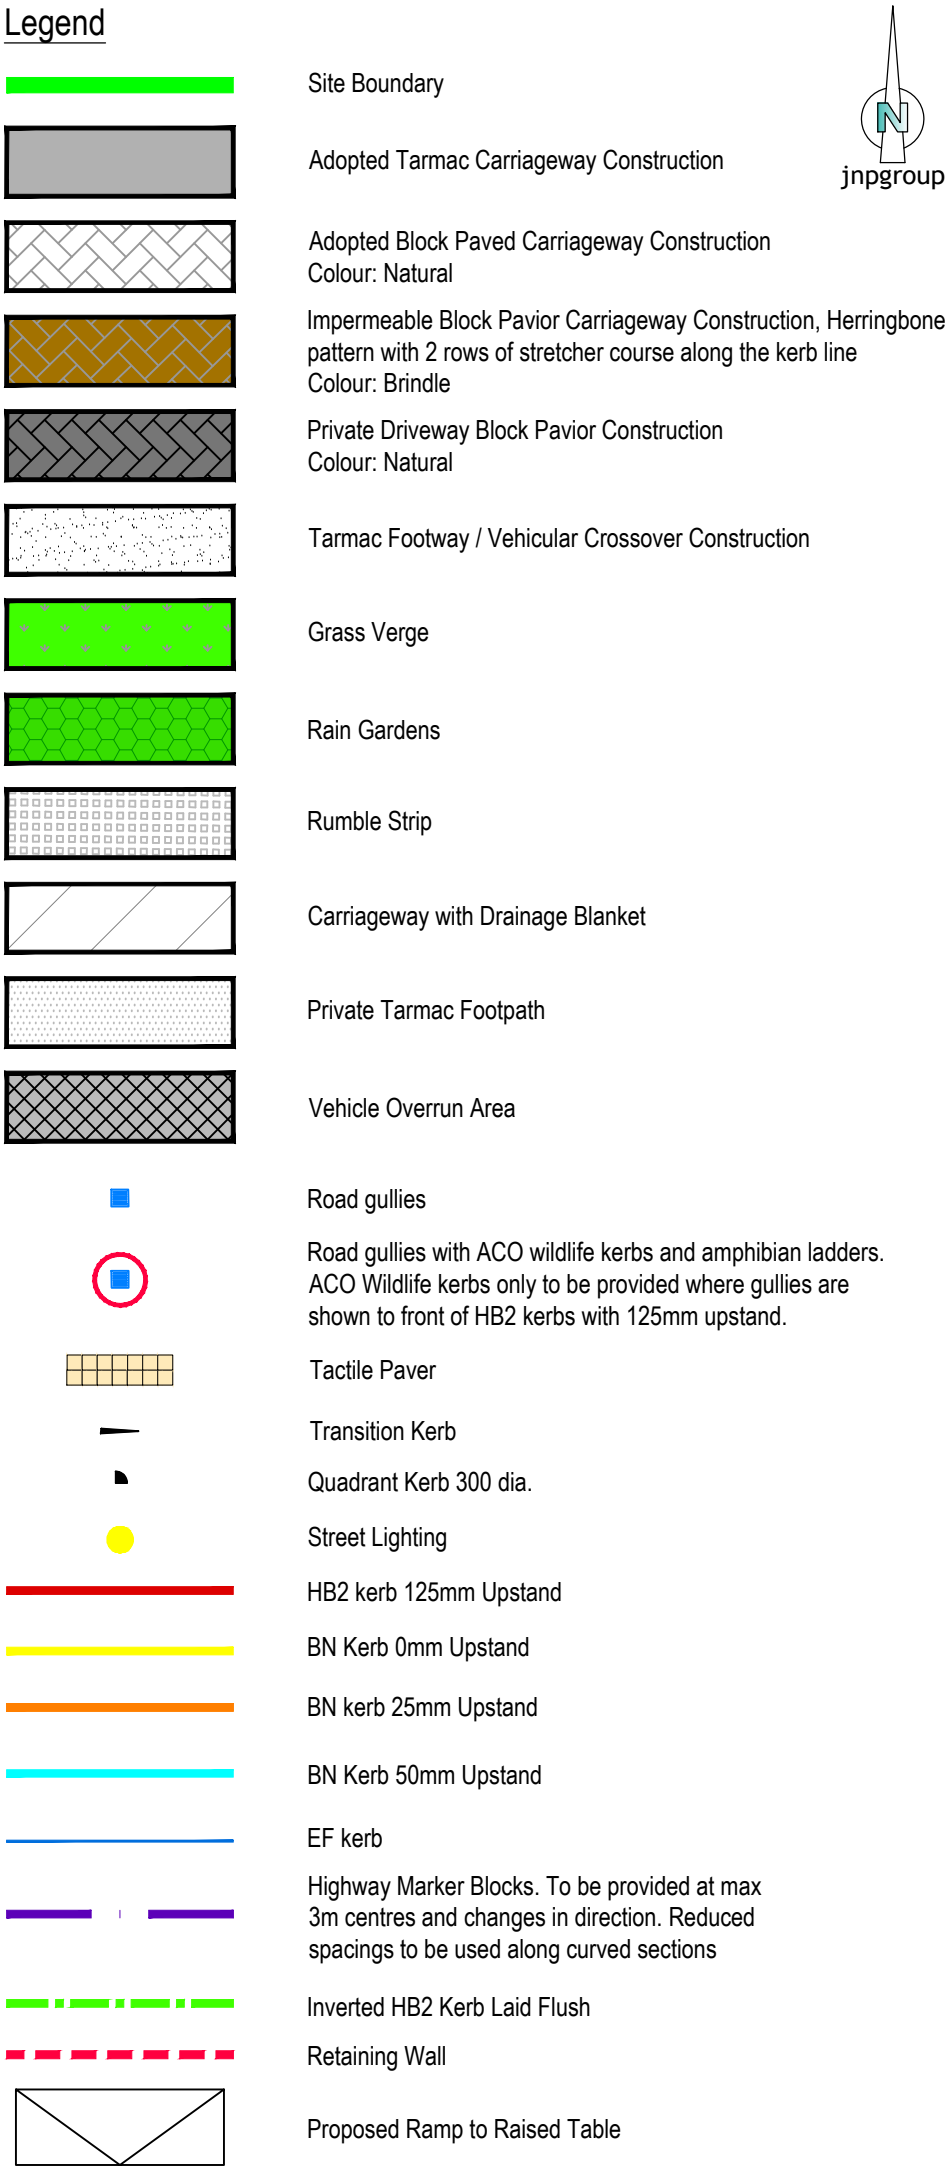 Legend
N
jnpgroup
Site Boundary
Adopted Tarmac Carriageway Construction
Adopted Block Paved Carriageway Construction
Colour: Natural
Impermeable Block Pavior Carriageway Construction, Herringbone
pattern with 2 rows of stretcher course along the kerb line
Colour: Brindle
Private Driveway Block Pavior Construction
Colour: Natural
Tarmac Footway / Vehicular Crossover Construction
Grass Verge
Rain Gardens
Rumble Strip
Carriageway with Drainage Blanket
Private Tarmac Footpath
Vehicle Overrun Area
Road gullies
Road gullies with ACO wildlife kerbs and amphibian ladders.
ACO Wildlife kerbs only to be provided where gullies are
shown to front of HB2 kerbs with 125mm upstand.
Tactile Paver
Transition Kerb
Quadrant Kerb 300 dia.
Street Lighting
HB2 kerb 125mm Upstand
BN Kerb 0mm Upstand
BN kerb 25mm Upstand
BN Kerb 50mm Upstand
EF kerb
Highway Marker Blocks. To be provided at max
3m centres and changes in direction. Reduced
spacings to be used along curved sections
Inverted HB2 Kerb Laid Flush
Retaining Wall
Proposed Ramp to Raised Table